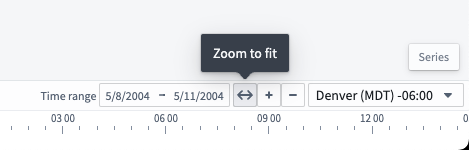 Zoom to fit
Series
Time range 5/8/2004 – 5/11/2004 + – Denver (MDT) -06:00
03 00 06 00 09 00 12 00